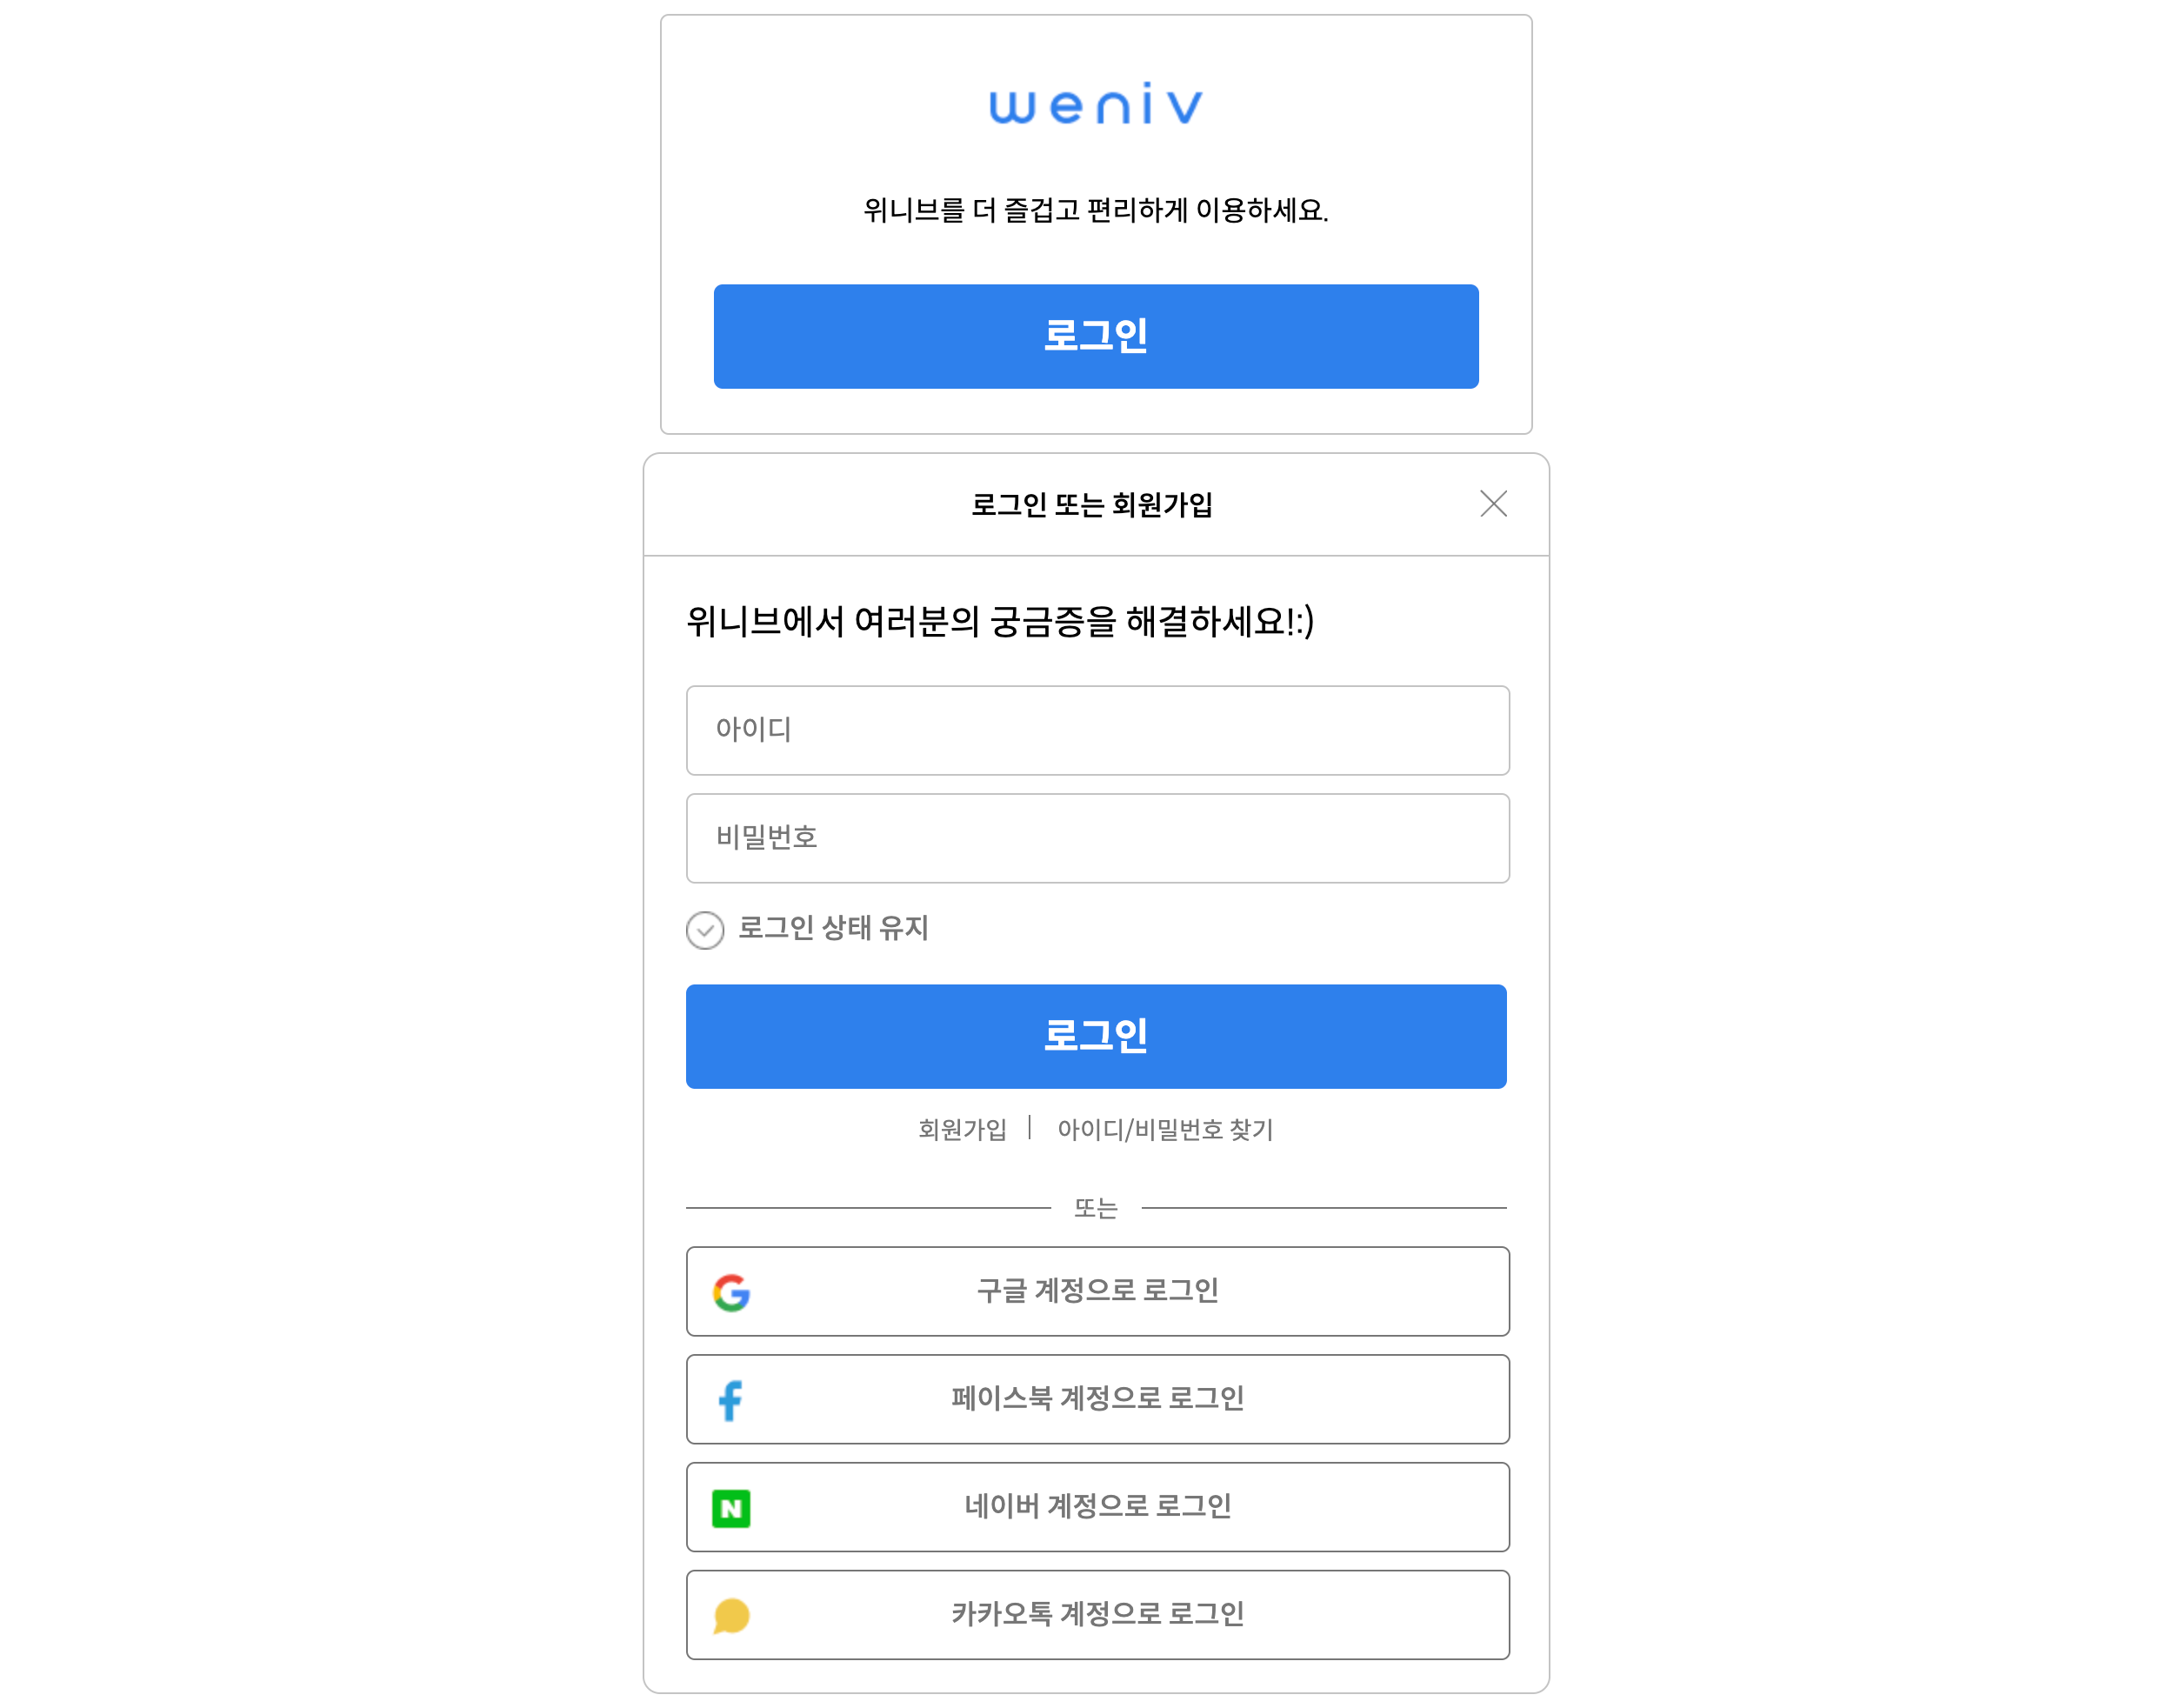 weniv
위니브를 더 즐겁고 편리하게 이용하세요.
로그인
로그인 또는 회원가입
위니브에서 여러분의 궁금증을 해결하세요!:)
아이디
비밀번호
로그인 상태 유지
로그인
회원가입 | 아이디/비밀번호 찾기
또는
구글 계정으로 로그인
페이스북 계정으로 로그인
네이버 계정으로 로그인
카카오톡 계정으로 로그인